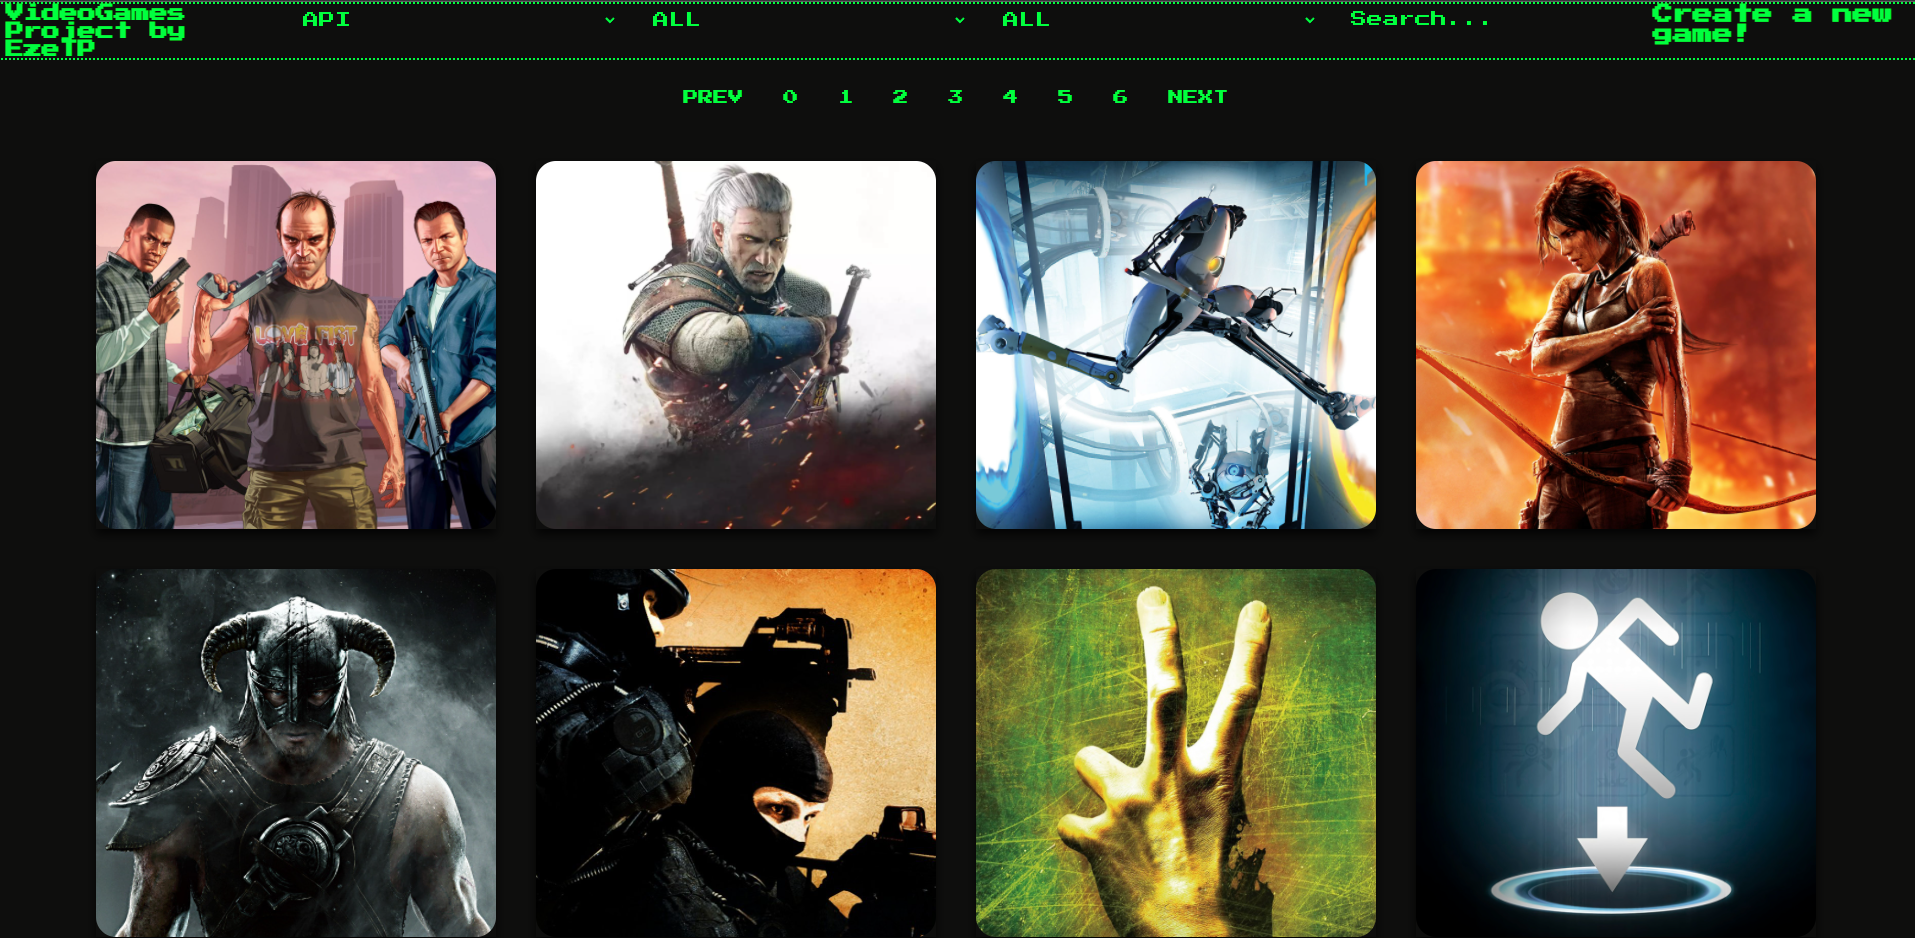 VideoGames
Project by
EzeTP
API
ALL
ALL
Search...
Create a new
game!
PREV 0 1 2 3 4 5 6 NEXT
LOVE FIST